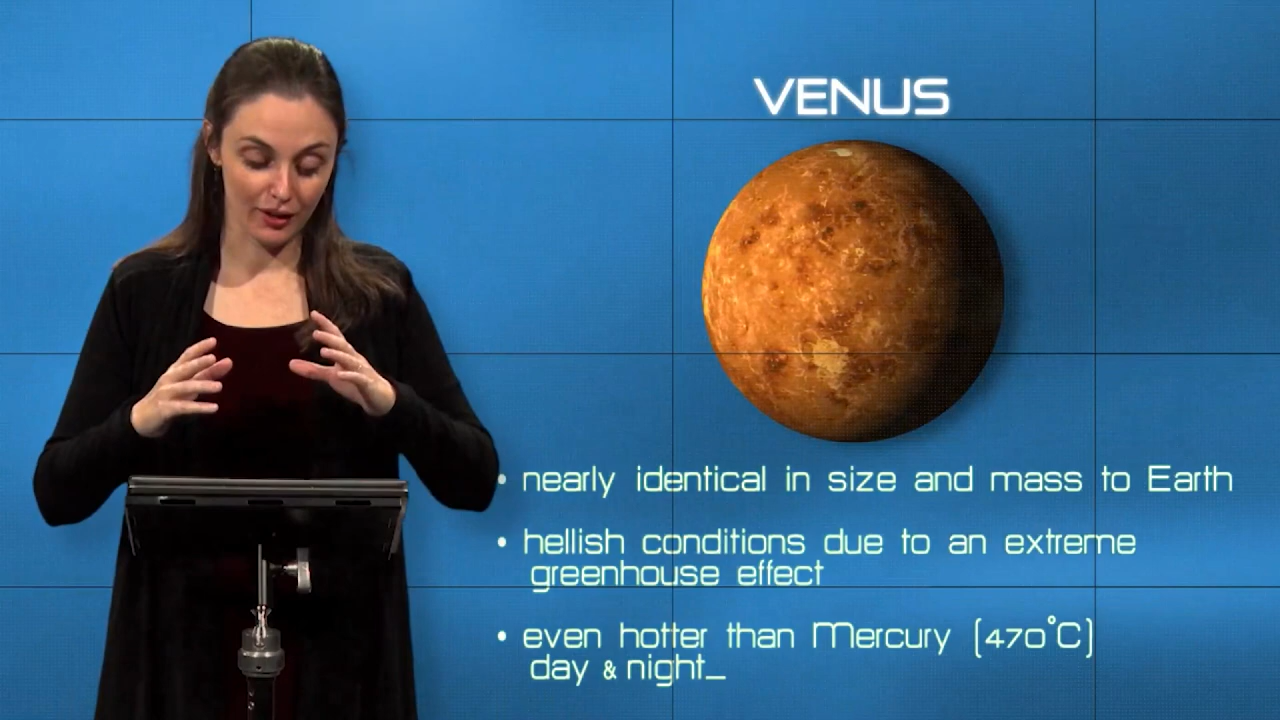 VENUS
• nearly identical in size and mass to Earth
• hellish conditions due to an extreme
greenhouse effect
• even hotter than Mercury (470°C)
day & night_